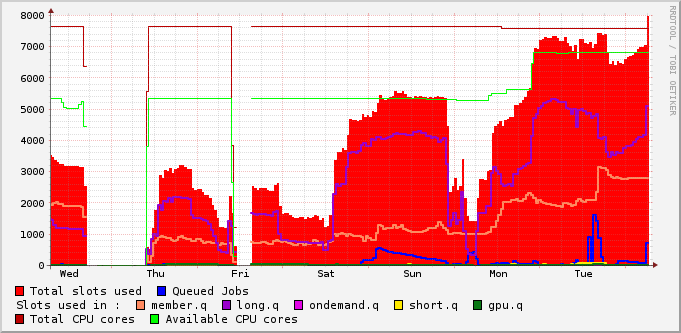 8000
7000
6000
5000
4000
3000
2000
1000
0
Wed Thu Fri Sat Sun Mon Tue
RRDTOOL / TOBI OETIKER
Total slots used Queued Jobs
Slots used in : member.q long.q ondemand.q short.q gpu.q
Total CPU cores Available CPU cores